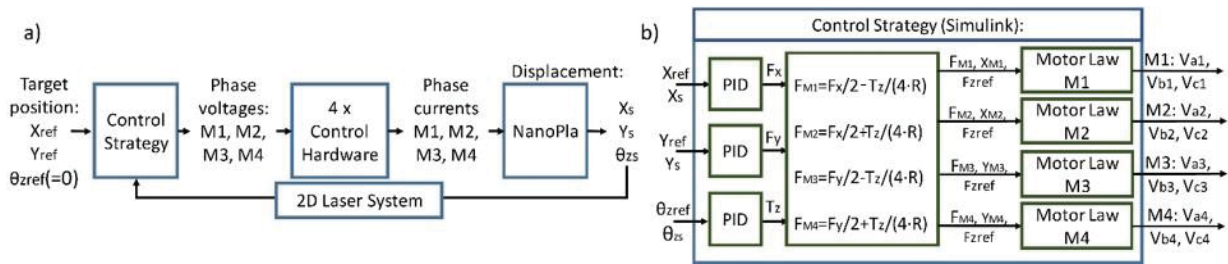 a)
Target
position:
Xref
Yref
θzref(=0)
Control
Strategy
Phase
voltages:
M1, M2,
M3, M4
4 x
Control
Hardware
Phase
currents
M1, M2,
M3, M4
NanoPla
Displacement:
Xs
Ys
θzs
2D Laser System
b)
Control Strategy (Simulink):
Xref
Xs
PID
Fx
Yref
Ys
PID
Fy
θzref
θzs
PID
Tz
FM1=Fx/2-Tz/(4·R)
FM2=Fx/2+Tz/(4·R)
FM3=Fy/2-Tz/(4·R)
FM4=Fy/2+Tz/(4·R)
FM1, XM1,
Fzref
Motor Law
M1
M1: Va1,
Vb1, Vc1
FM2, XM2,
Fzref
Motor Law
M2
M2: Va2,
Vb2, Vc2
FM3, YM3,
Fzref
Motor Law
M3
M3: Va3,
Vb3, Vc3
FM4, YM4,
Fzref
Motor Law
M4
M4: Va4,
Vb4, Vc4